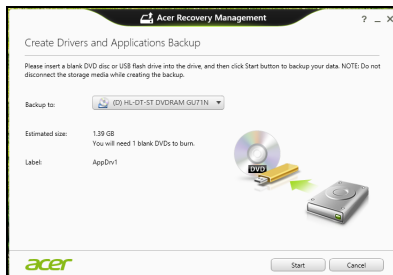 Acer Recovery Management
? _ X
Create Drivers and Applications Backup
Please insert a blank DVD disc or USB flash drive into the drive, and then click Start button to backup your data. NOTE: Do not
disconnect the storage media while creating the backup.
Backup to:
(D) HL-DT-ST DVDRAM GU71N
Estimated size:
1.39 GB
You will need 1 blank DVDs to burn.
Label:
AppDrv1
DVD
acer
Start
Cancel